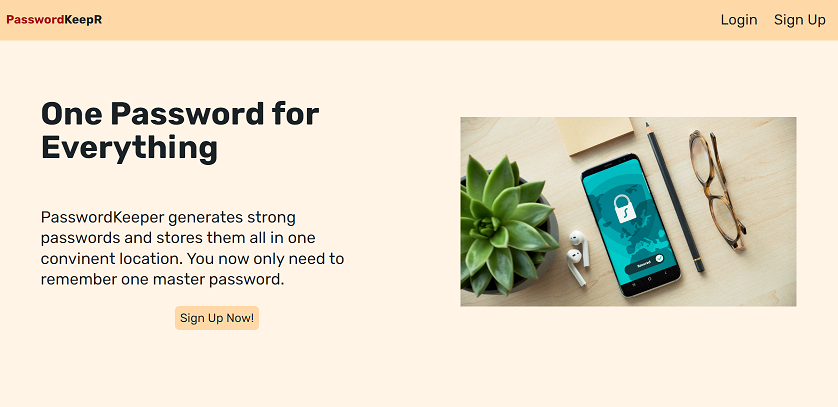 PasswordKeepR
Login Sign Up
One Password for
Everything
PasswordKeeper generates strong
passwords and stores them all in one
convinent location. You now only need to
remember one master password.
Sign Up Now!
Secured